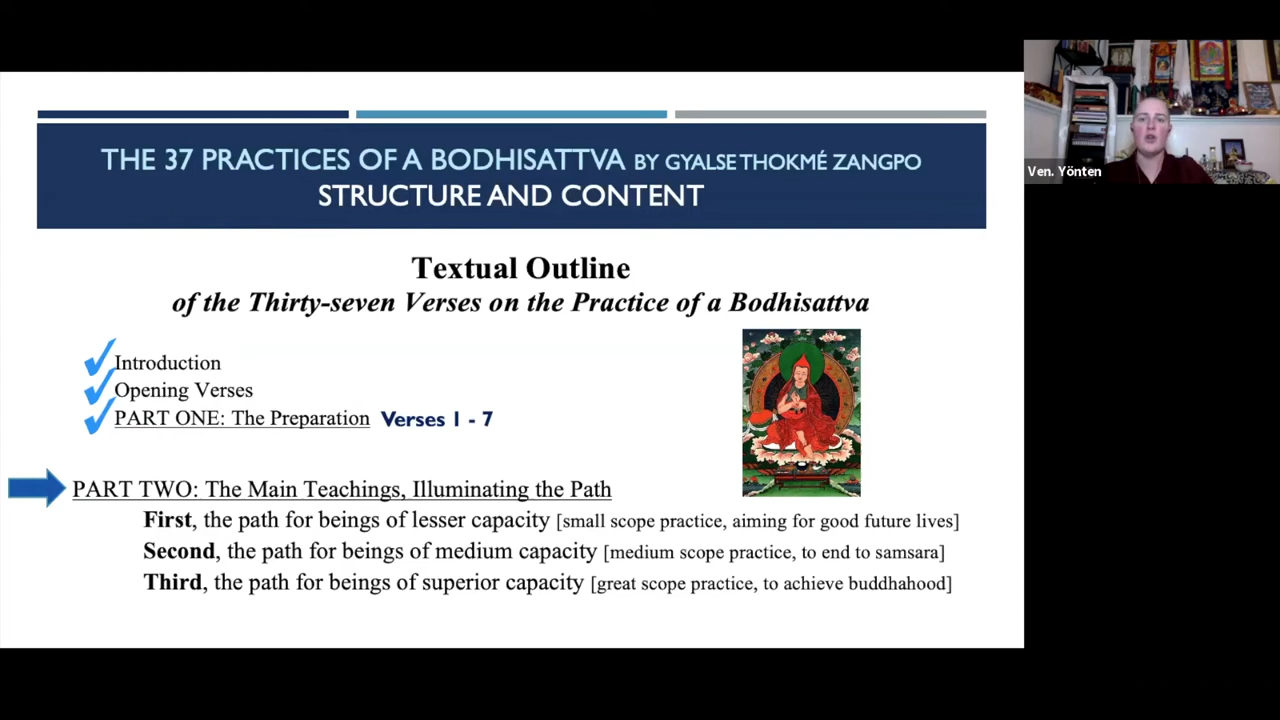 THE 37 PRACTICES OF A BODHISATTVA BY GYALSE THOKMÉ ZANGPO
STRUCTURE AND CONTENT
Textual Outline
of the Thirty-seven Verses on the Practice of a Bodhisattva
Introduction
Opening Verses
PART ONE: The Preparation Verses 1 - 7
PART TWO: The Main Teachings, Illuminating the Path
First, the path for beings of lesser capacity [small scope practice, aiming for good future lives]
Second, the path for beings of medium capacity [medium scope practice, to end to samsara]
Third, the path for beings of superior capacity [great scope practice, to achieve buddhahood]
Ven. Yönten